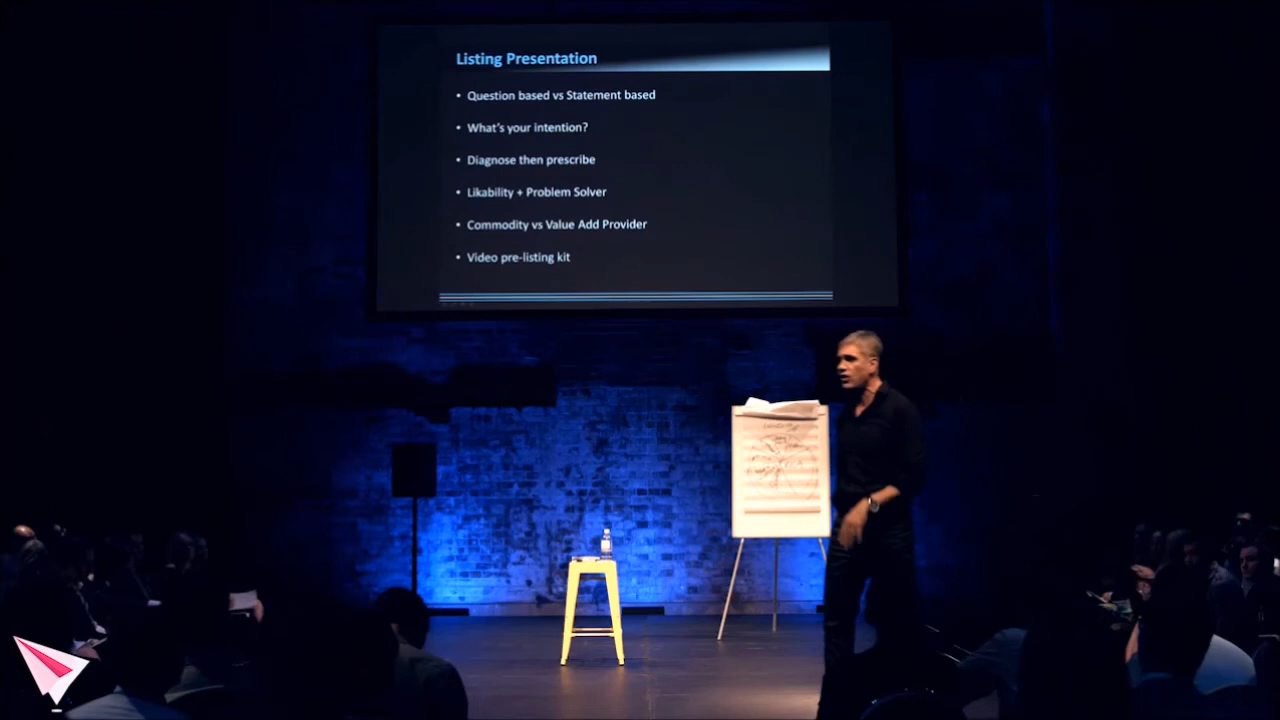 Listing Presentation
• Question based vs Statement based
• What's your intention?
• Diagnose then prescribe
• Likability + Problem Solver
• Commodity vs Value Add Provider
• Video pre-listing kit